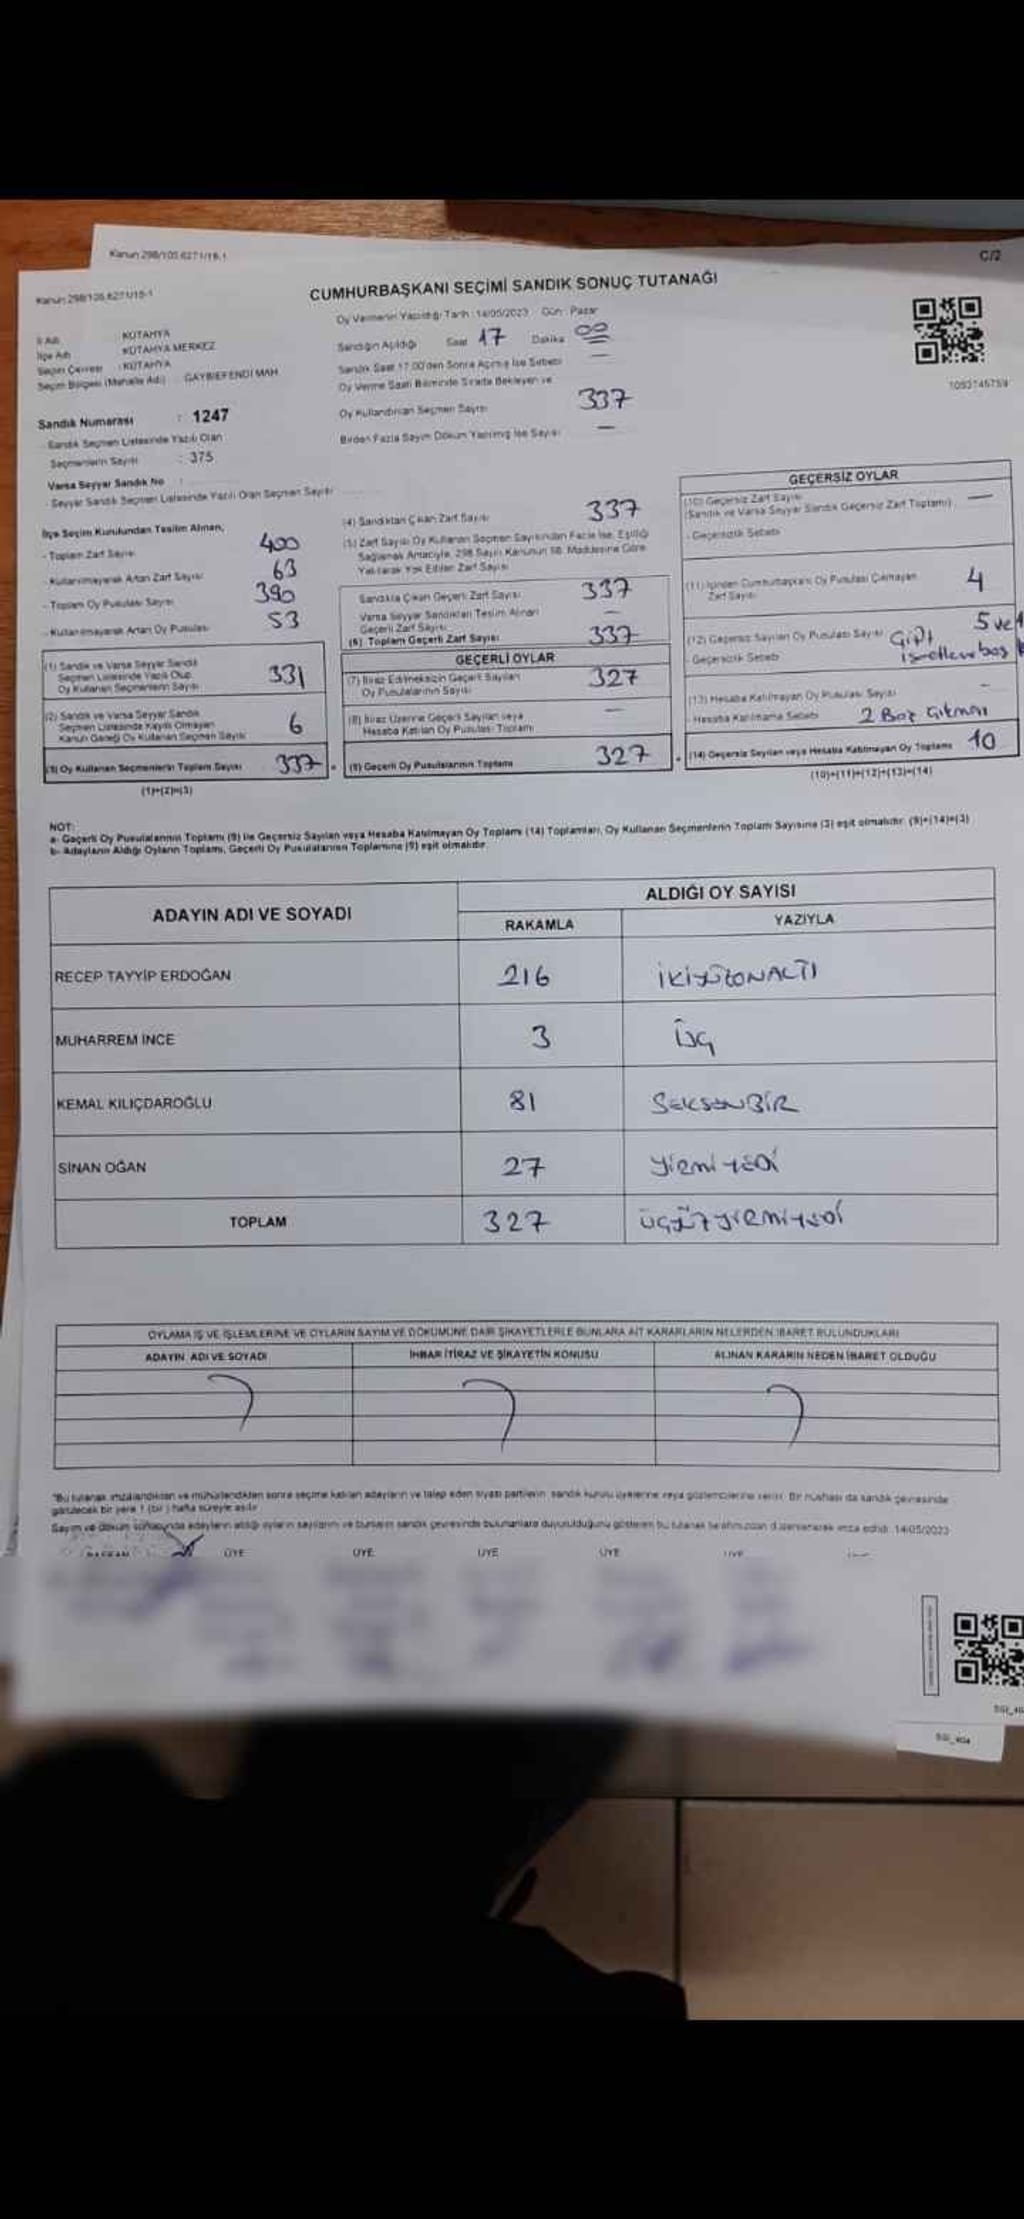 Kanun 298/105.6271/15-1
C/2
Kanun 298/105.6271/15-1
CUMHURBAŞKANI SEÇİMİ SANDIK SONUÇ TUTANAĞI
İl Adı : KÜTAHYA
İlçe Adı : KÜTAHYA MERKEZ
Seçim Çevresi : KÜTAHYA
Seçim Bölgesi (Mahalle Adı) : GAYBİEFENDİ MAH.
Sandık Numarası : 1247
Sandık Seçmen Listesinde Yazılı Olan
Seçmenlerin Sayısı : 375
Varsa Seyyar Sandık No :
- Seyyar Sandık Seçmen Listesinde Yazılı Olan Seçmen Sayısı
Oy Vermenin Yapıldığı Tarih : 14/05/2023 Gün : Pazar
Sandığın Açıldığı Saat 17 Dakika 00
Sandık Saat 17.00'den Sonra Açılmış İse Sebebi —
Oy Verme Saati Bitiminde Sırada Bekleyen ve
Oy Kullandırılan Seçmen Sayısı 337
Birden Fazla Sayım Döküm Yapılmış İse Sayısı —
1093745759
İlçe Seçim Kurulundan Teslim Alınan,
- Toplam Zarf Sayısı 400
- Kullanılmayarak Artan Zarf Sayısı 63
- Toplam Oy Pusulası Sayısı 390
- Kullanılmayarak Artan Oy Pusulası 53
(1) Sandık ve Varsa Seyyar Sandık
Seçmen Listesinde Yazılı Olup
Oy Kullanan Seçmenlerin Sayısı 331
(2) Sandık ve Varsa Seyyar Sandık
Seçmen Listesinde Kayıtlı Olmayan
Kanun Gereği Oy Kullanan Seçmen Sayısı 6
(3) Oy Kullanan Seçmenlerin Toplam Sayısı 337
(1)+(2)=(3)
(4) Sandıktan Çıkan Zarf Sayısı 337
(5) Zarf Sayısı Oy Kullanan Seçmen Sayısından Fazla İse, Eşitliği
Sağlamak Amacıyla, 298 Sayılı Kanunun 98. Maddesine Göre
Yakılarak Yok Edilen Zarf Sayısı
Sandıkta Çıkan Geçerli Zarf Sayısı 337
Varsa Seyyar Sandıktan Teslim Alınan
Geçerli Zarf Sayısı —
(6) Toplam Geçerli Zarf Sayısı 337
GEÇERLİ OYLAR
(7) İtiraz Edilmeksizin Geçerli Sayılan
Oy Pusulalarının Sayısı 327
(8) İtiraz Üzerine Geçerli Sayılan veya
Hesaba Katılan Oy Pusulası Toplamı —
(9) Geçerli Oy Pusulalarının Toplamı 327
GEÇERSİZ OYLAR
(10) Geçersiz Zarf Sayısı —
(Sandık ve Varsa Seyyar Sandık Geçersiz Zarf Toplamı)
- Geçersizlik Sebebi
(11) İçinden Cumhurbaşkanı Oy Pusulası Çıkmayan
Zarf Sayısı 4
(12) Geçersiz Sayılan Oy Pusulası Sayısı
- Geçersizlik Sebebi Çift
(13) Hesaba Katılmayan Oy Pusulası Sayısı -
- Hesaba Katılmama Sebebi 2 Boz
(14) Geçersiz Sayılan veya Hesaba Katılmayan Oy Toplamı 10
(10)+(11)+(12)+(13)=(14)
NOT:
a- Geçerli Oy Pusulalarının Toplamı (9) ile Geçersiz Sayılan veya Hesaba Katılmayan Oy Toplamı (14) Toplamları, Oy Kullanan Seçmenlerin Toplam Sayısına (3) eşit olmalıdır. (9)+(14)=(3)
b- Adayların Aldığı Oyların Toplamı, Geçerli Oy Pusulalarının Toplamına (9) eşit olmalıdır.
ADAYIN ADI VE SOYADI
ALDIĞI OY SAYISI
RAKAMLA YAZIYLA
RECEP TAYYİP ERDOĞAN 216 İKİYÜZONALTI
MUHARREM İNCE 3 ÜÇ
KEMAL KILIÇDAROĞLU 81 SEKSENBİR
SİNAN OĞAN 27 YİRMİYEDİ
TOPLAM 327 ÜÇYÜZYİRMİYEDİ
OYLAMA İŞ VE İŞLEMLERİNE VE OYLARIN SAYIM VE DÖKÜMÜNE DAİR ŞİKAYETLERLE BUNLARA AİT KARARLARIN NELERDEN İBARET BULUNDUKLARI
ADAYIN ADI VE SOYADI
İHBAR İTİRAZ VE ŞİKAYETİN KONUSU
ALINAN KARARIN NEDEN İBARET OLDUĞU
"Bu tutanak imzalandıktan ve mühürlendikten sonra seçime katılan adayların ve talep eden siyasi partilerin sandık kurulu üyelerine veya gözlemcilerine verilir. Bir nüshası da sandık çevresinde
görülecek bir yere 1 (bir) hafta süreyle asılır.
Sayım ve döküm sonucunda adayların aldığı oyların sayılarını ve bunların sandık çevresinde bulunanlara duyurulduğunu gösteren bu tutanak tarafımızdan düzenlenerek imza edildi. 14/05/2023
BAŞKAN ÜYE ÜYE ÜYE ÜYE ÜYE